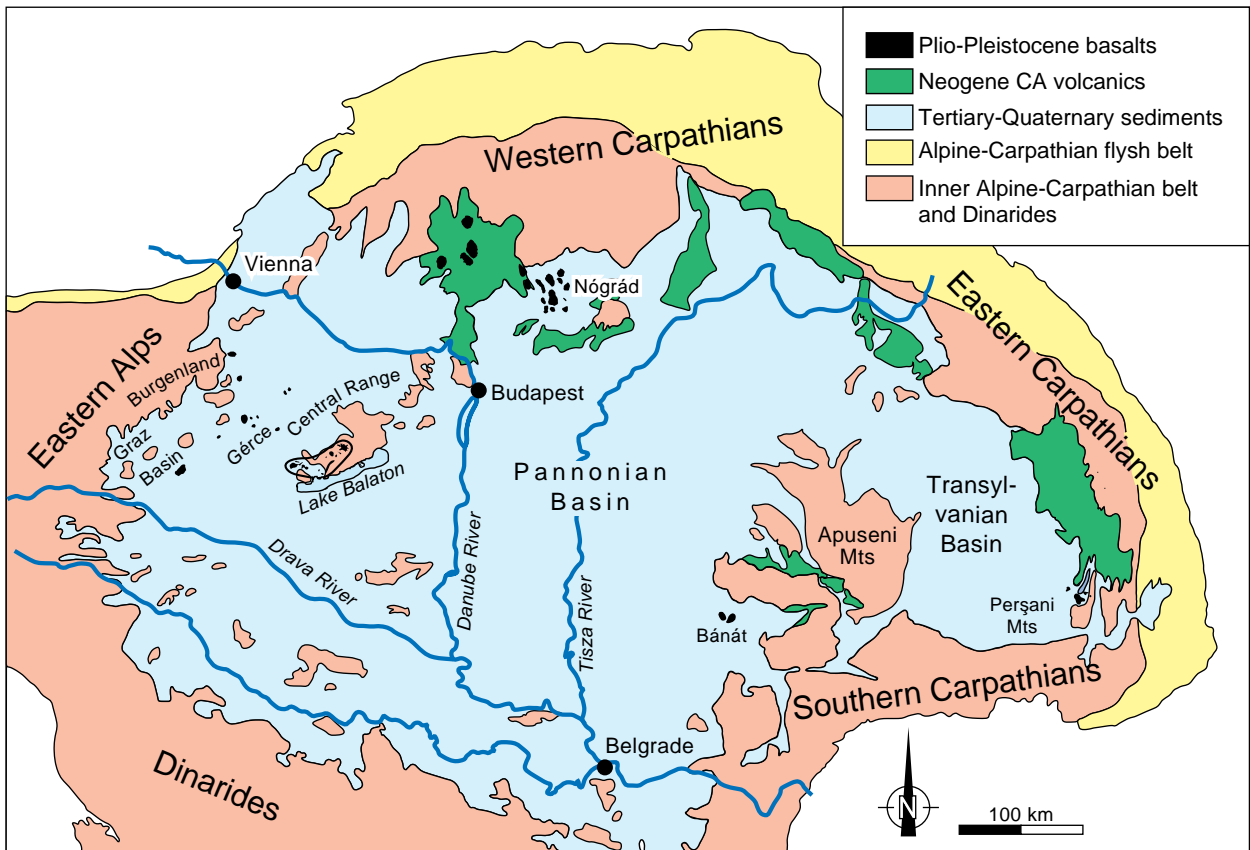 Plio-Pleistocene basalts
Neogene CA volcanics
Tertiary-Quaternary sediments
Alpine-Carpathian flysh belt
Inner Alpine-Carpathian belt
and Dinarides
Western Carpathians
Vienna
Nógrád
Eastern Carpathians
Eastern Alps
Burgenland
Central Range
Budapest
Graz
Basin
Gérce
Lake Balaton
Pannonian
Basin
Transyl-
vanian
Basin
Apuseni
Mts
Drava River
Danube River
Tisza River
Perşani
Mts
Bánát
Southern Carpathians
Belgrade
Dinarides
N
100 km